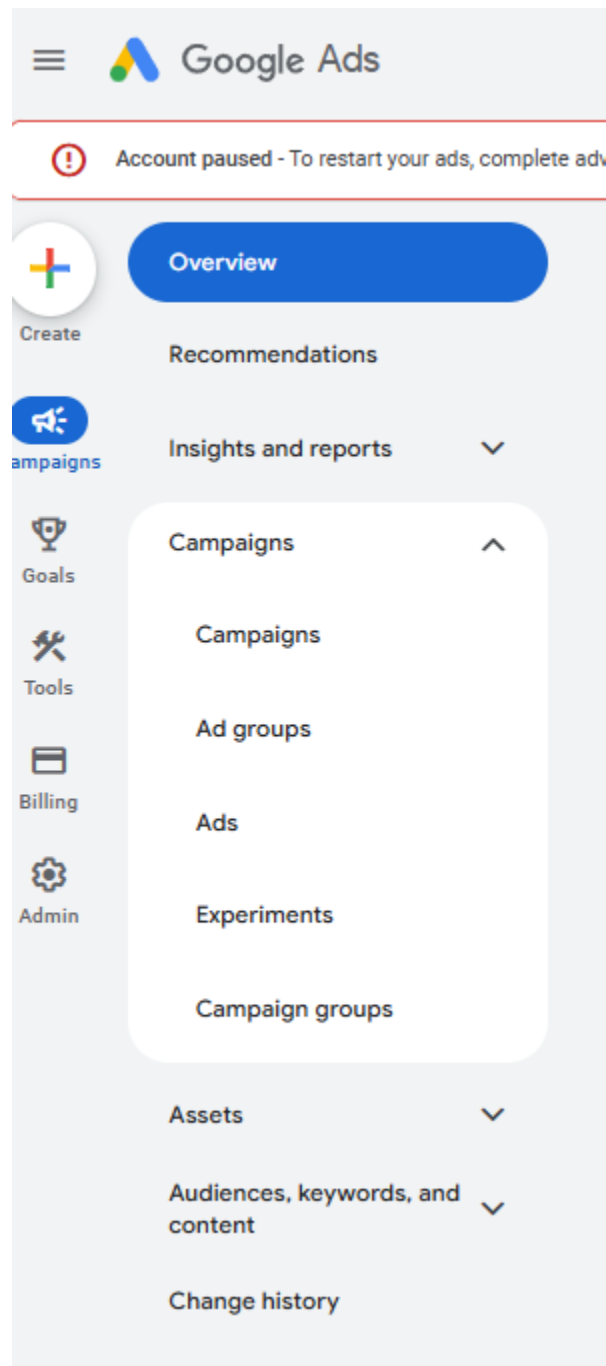 Google Ads
Account paused - To restart your ads, complete adv
Create
ampaigns
Goals
Tools
Billing
Admin
Overview
Recommendations
Insights and reports
Campaigns
Campaigns
Ad groups
Ads
Experiments
Campaign groups
Assets
Audiences, keywords, and
content
Change history